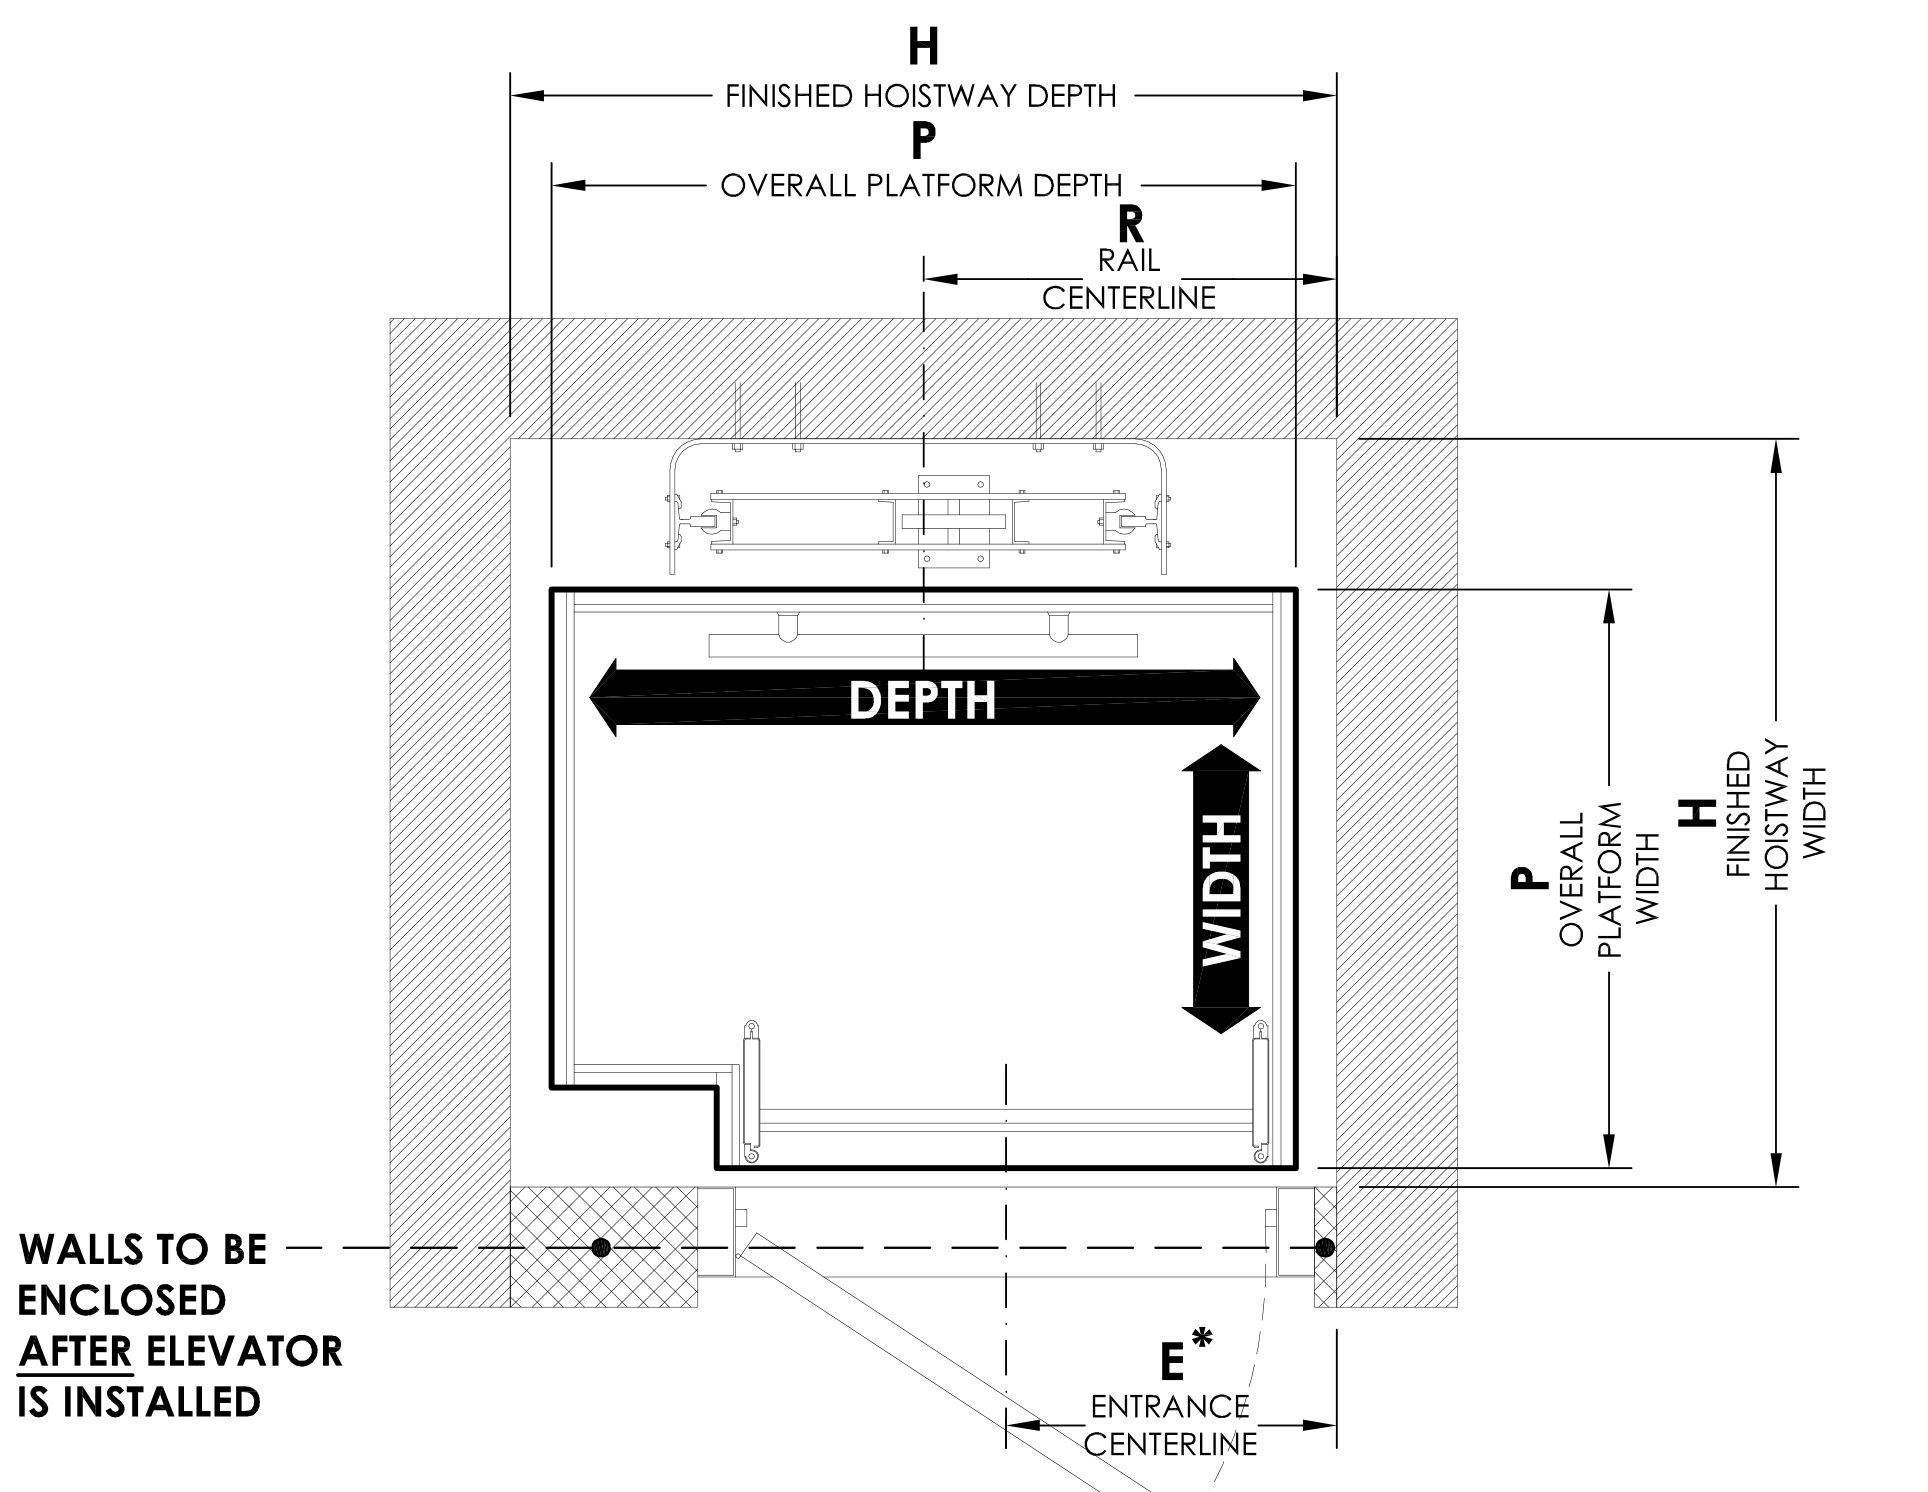 H
FINISHED HOISTWAY DEPTH
P
OVERALL PLATFORM DEPTH
R
RAIL
CENTERLINE
DEPTH
WIDTH
P
OVERALL
PLATFORM
WIDTH
H
FINISHED
HOISTWAY
WIDTH
WALLS TO BE
ENCLOSED
AFTER ELEVATOR
IS INSTALLED
E*
ENTRANCE
CENTERLINE